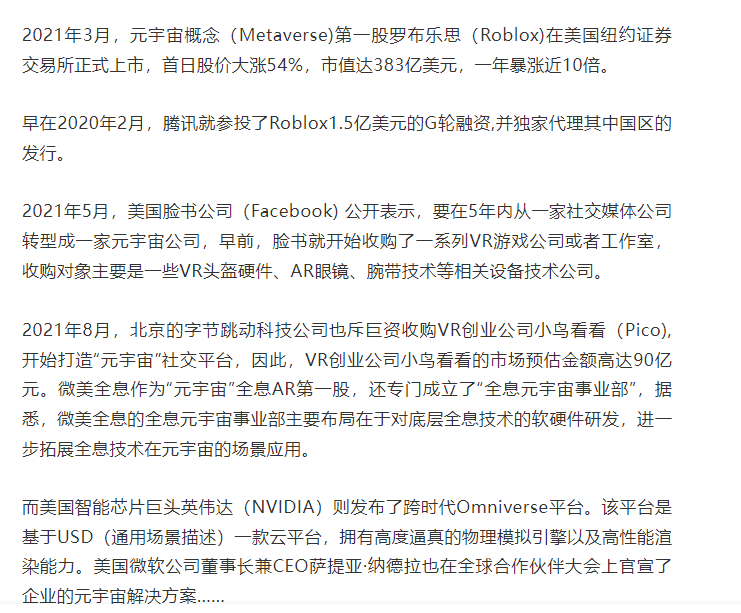 2021年3月，元宇宙概念（Metaverse)第一股罗布乐思（Roblox)在美国纽约证券
交易所正式上市，首日股价大涨54%，市值达383亿美元，一年暴涨近10倍。
早在2020年2月，腾讯就参投了Roblox1.5亿美元的G轮融资,并独家代理其中国区的
发行。
2021年5月，美国脸书公司（Facebook) 公开表示，要在5年内从一家社交媒体公司
转型成一家元宇宙公司，早前，脸书就开始收购了一系列VR游戏公司或者工作室，
收购对象主要是一些VR头盔硬件、AR眼镜、腕带技术等相关设备技术公司。
2021年8月，北京的字节跳动科技公司也斥巨资收购VR创业公司小鸟看看（Pico),
开始打造“元宇宙”社交平台，因此，VR创业公司小鸟看看的市场预估金额高达90亿
元。微美全息作为“元宇宙”全息AR第一股，还专门成立了“全息元宇宙事业部”，据
悉，微美全息的全息元宇宙事业部主要布局在于对底层全息技术的软硬件研发，进一
步拓展全息技术在元宇宙的场景应用。
而美国智能芯片巨头英伟达（NVIDIA）则发布了跨时代Omniverse平台。该平台是
基于USD（通用场景描述）一款云平台，拥有高度逼真的物理模拟引擎以及高性能渲
染能力。美国微软公司董事长兼CEO萨提亚·纳德拉也在全球合作伙伴大会上官宣了
企业的元宇宙解决方案……